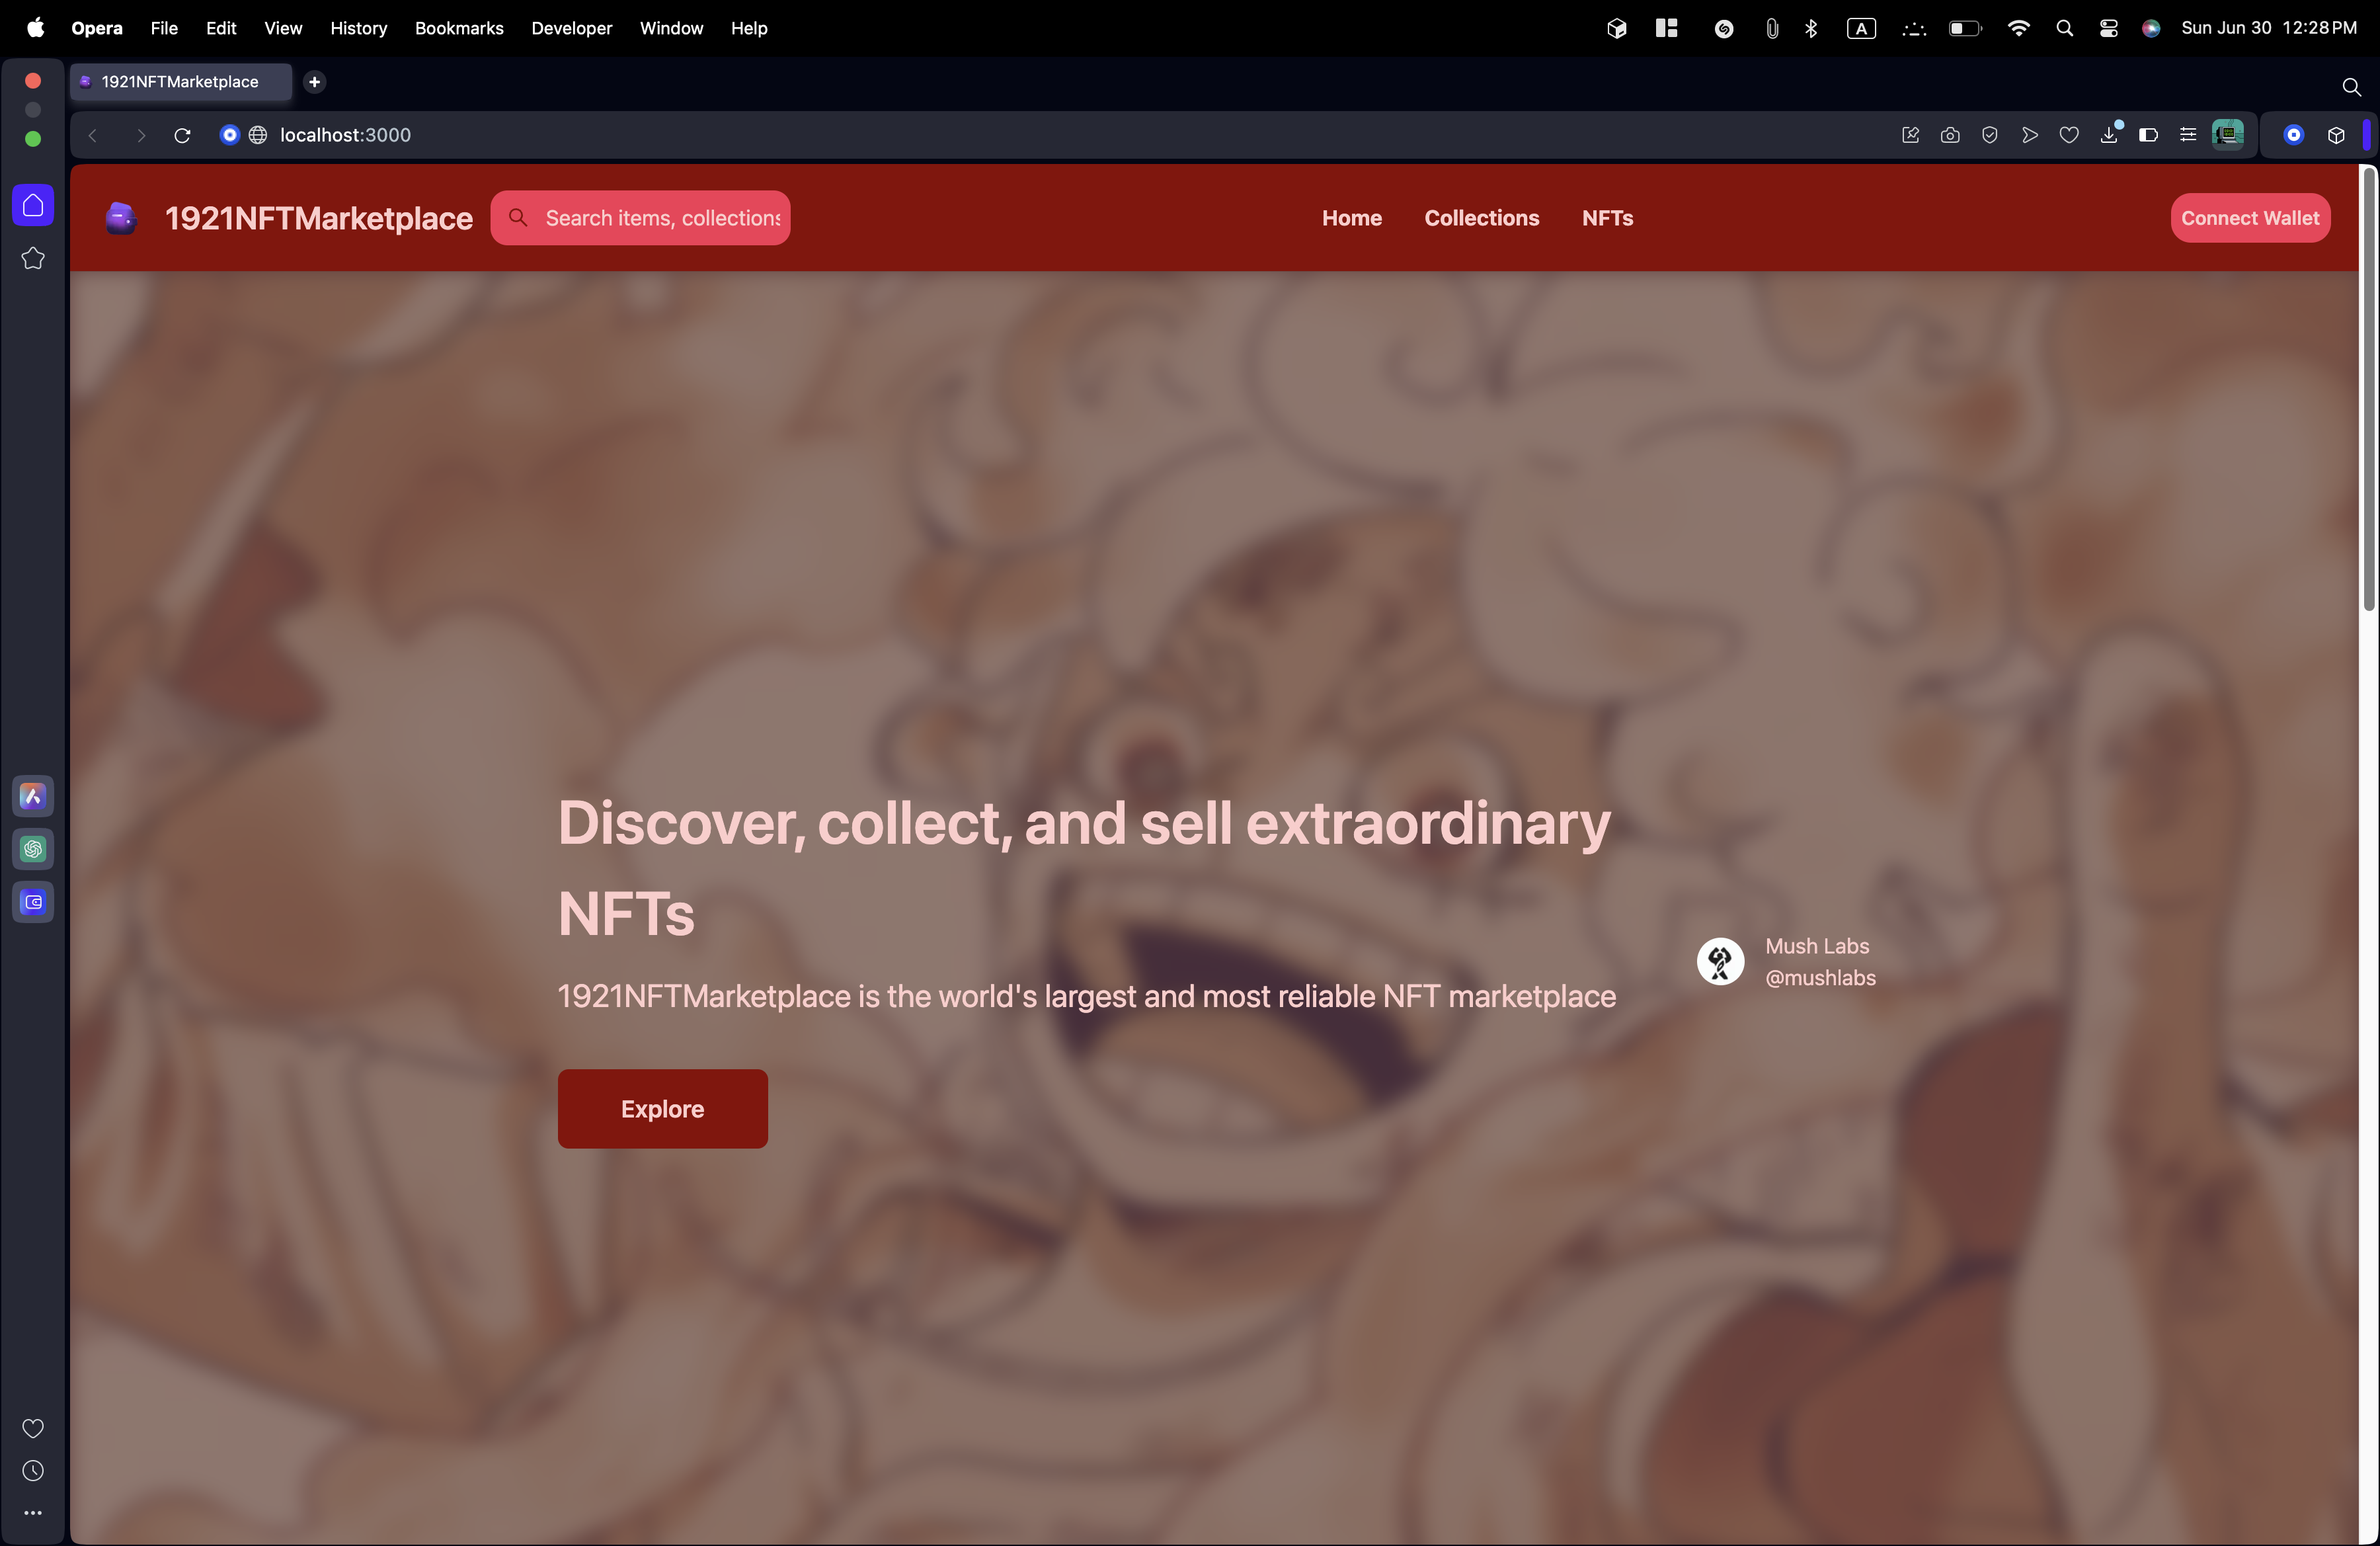 Opera File Edit View History Bookmarks Developer Window Help A Sun Jun 30 12:28 PM
1921NFTMarketplace
localhost:3000
1921NFTMarketplace Search items, collections Home Collections NFTs Connect Wallet
Discover, collect, and sell extraordinary
NFTs
Mush Labs
@mushlabs
1921NFTMarketplace is the world's largest and most reliable NFT marketplace
Explore